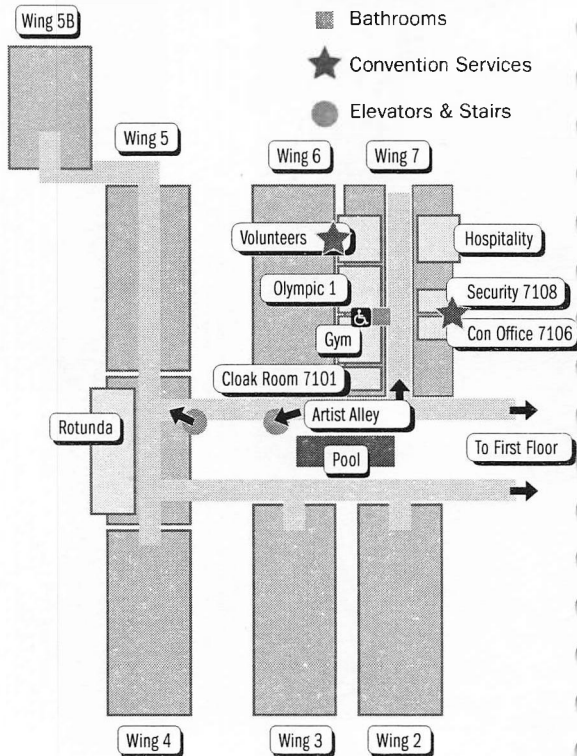 Wing 5B
Bathrooms
Convention Services
Elevators & Stairs
Wing 5
Wing 6
Wing 7
Volunteers
Hospitality
Olympic 1
Security 7108
Gym
Con Office 7106
Cloak Room 7101
Artist Alley
Rotunda
To First Floor
Pool
Wing 4
Wing 3
Wing 2